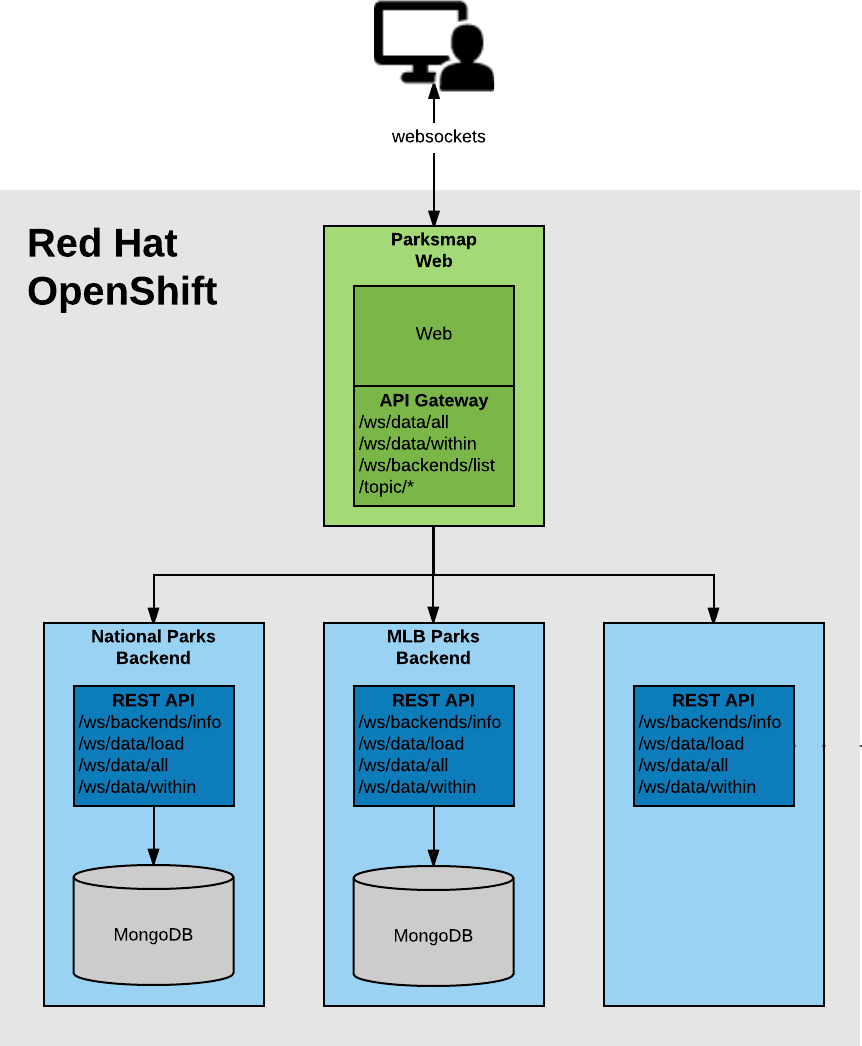 websockets
Red Hat
OpenShift
Parksmap
Web
Web
API Gateway
/ws/data/all
/ws/data/within
/ws/backends/list
/topic/*
National Parks
Backend
REST API
/ws/backends/info
/ws/data/load
/ws/data/all
/ws/data/within
MongoDB
MLB Parks
Backend
REST API
/ws/backends/info
/ws/data/load
/ws/data/all
/ws/data/within
MongoDB
REST API
/ws/backends/info
/ws/data/load
/ws/data/all
/ws/data/within